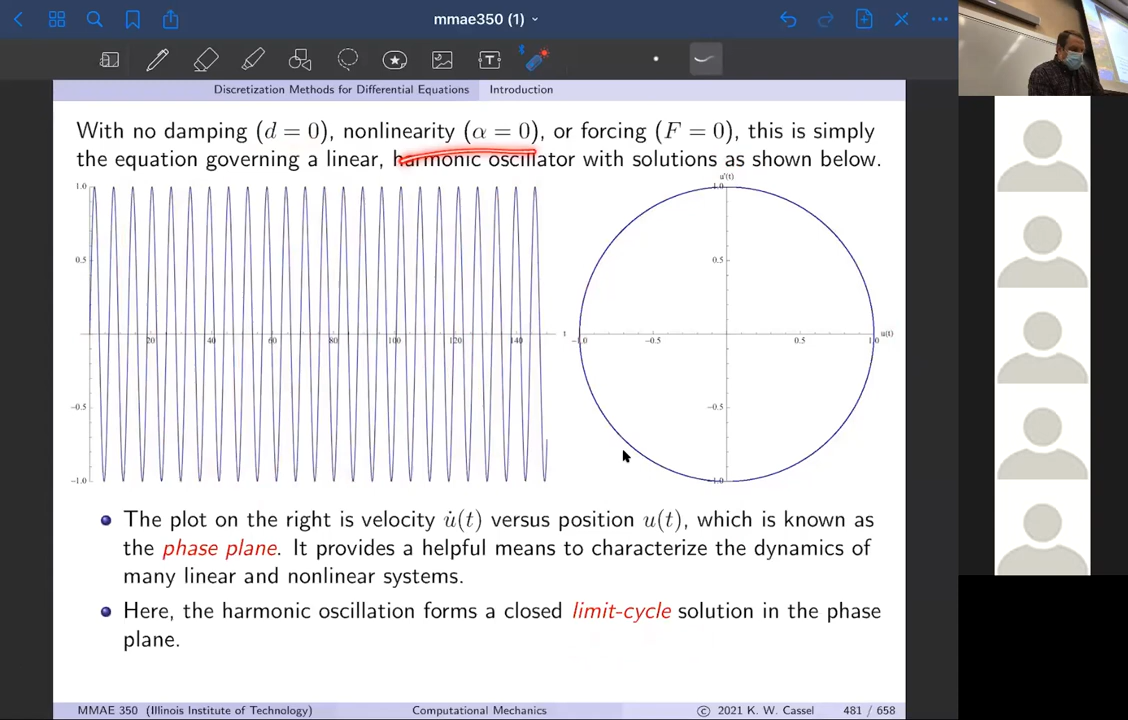 mmae350 (1)
Discretization Methods for Differential Equations Introduction
With no damping (d = 0), nonlinearity (α = 0), or forcing (F = 0), this is simply
the equation governing a linear, harmonic oscillator with solutions as shown below.
u'(t)
1.0
1.0
0.5
0.5
20 40 60 80 100 120 140 t
-1.0 -0.5 0.5 1.0 u(t)
-0.5
-0.5
-1.0
-1.0
The plot on the right is velocity u̇(t) versus position u(t), which is known as
the phase plane. It provides a helpful means to characterize the dynamics of
many linear and nonlinear systems.
Here, the harmonic oscillation forms a closed limit-cycle solution in the phase
plane.
MMAE 350 (Illinois Institute of Technology) Computational Mechanics © 2021 K. W. Cassel 481 / 658